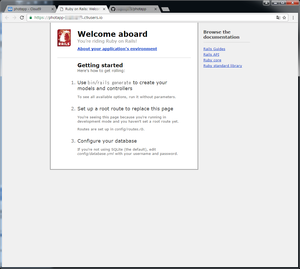 Ruby on Rails: Welco
Welcome aboard
You're riding Ruby on Rails!
About your application's environment
Getting started
Here's how to get rolling:
1. Use bin/rails generate to create your
models and controllers
To see all available options, run it without parameters.
2. Set up a root route to replace this
page
You're seeing this page because you're running in
development mode and you haven't set a root route yet.
Routes are set up in config/routes.rb.
3. Configure your database
If you're not using SQLite (the default), edit
config/database.yml with your username and password.
Browse the
documentation
Rails Guides
Rails API
Ruby core
Ruby standard library